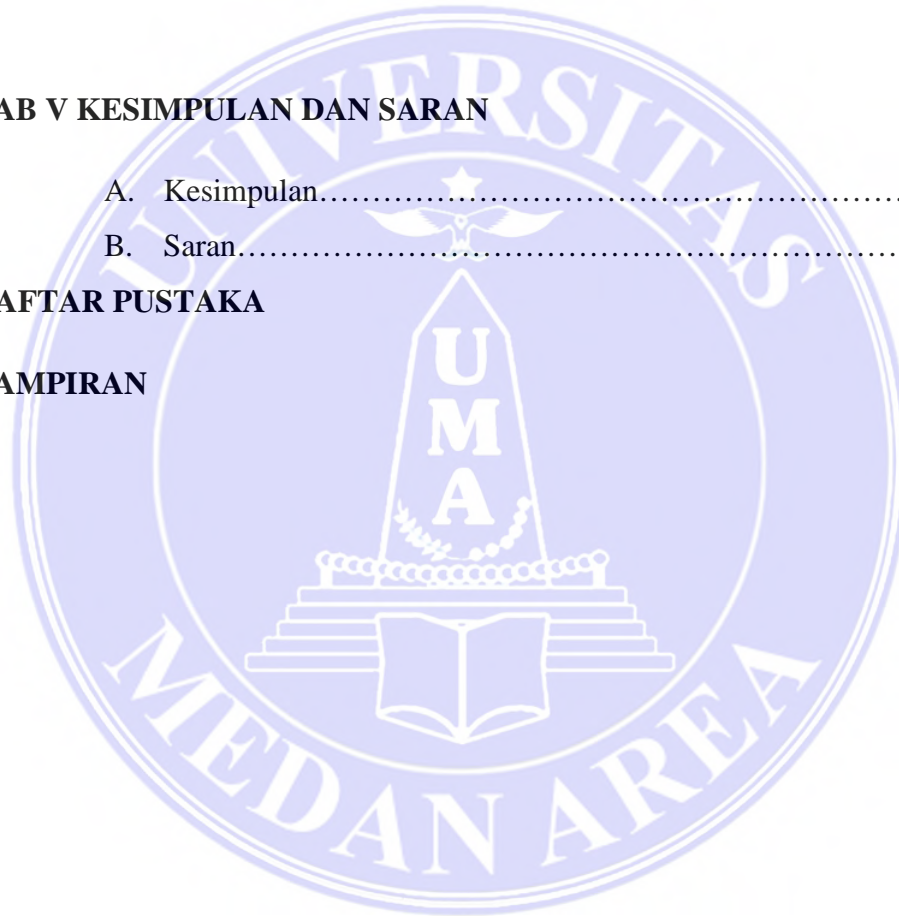 UNIVERSITAS
AB V KESIMPULAN DAN SARAN
A. Kesimpulan……………………………………………………….
B. Saran……………………………………………………………….
AFTAR PUSTAKA
AMPIRAN
U
M
A
MEDAN AREA